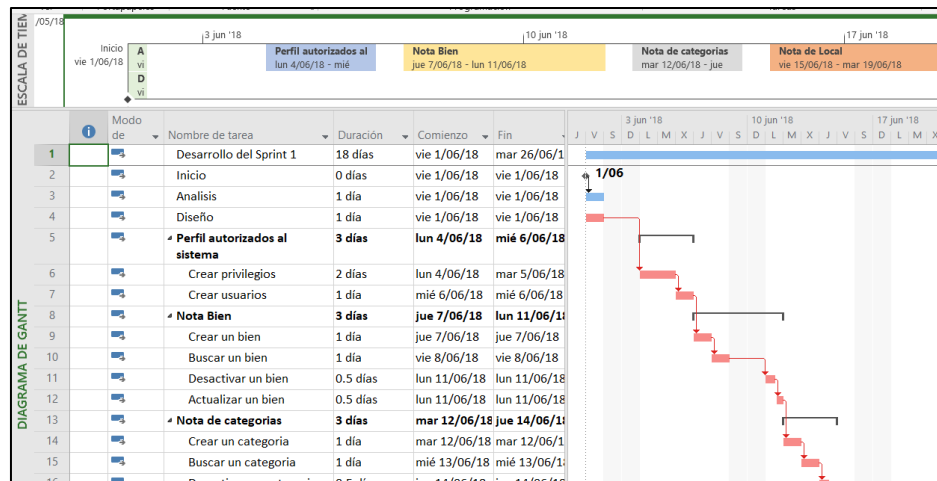 /05/18
ESCALA DE TIEN
3 jun '18
10 jun '18
17 jun '18
Inicio
vie 1/06/18
A
vi
D
vi
Perfil autorizados al
lun 4/06/18 - mié
Nota Bien
jue 7/06/18 - lun 11/06/18
Nota de categorias
mar 12/06/18 - jue
Nota de Local
vie 15/06/18 - mar 19/06/18
DIAGRAMA DE GANTT
Modo de Nombre de tarea Duración Comienzo Fin
3 jun '18 10 jun '18 17 jun '18
J V S D L M X J V S D L M X J V S D L M X
1 Desarrollo del Sprint 1 18 días vie 1/06/18 mar 26/06/1
2 Inicio 0 días vie 1/06/18 vie 1/06/18
1/06
3 Analisis 1 día vie 1/06/18 vie 1/06/18
4 Diseño 1 día vie 1/06/18 vie 1/06/18
5 Perfil autorizados al sistema 3 días lun 4/06/18 mié 6/06/18
6 Crear privilegios 2 días lun 4/06/18 mar 5/06/18
7 Crear usuarios 1 día mié 6/06/18 mié 6/06/18
8 Nota Bien 3 días jue 7/06/18 lun 11/06/18
9 Crear un bien 1 día jue 7/06/18 jue 7/06/18
10 Buscar un bien 1 día vie 8/06/18 vie 8/06/18
11 Desactivar un bien 0.5 días lun 11/06/18 lun 11/06/18
12 Actualizar un bien 0.5 días lun 11/06/18 lun 11/06/18
13 Nota de categorias 3 días mar 12/06/18 jue 14/06/18
14 Crear un categoria 1 día mar 12/06/18 mar 12/06/1
15 Buscar un categoria 1 día mié 13/06/18 mié 13/06/1